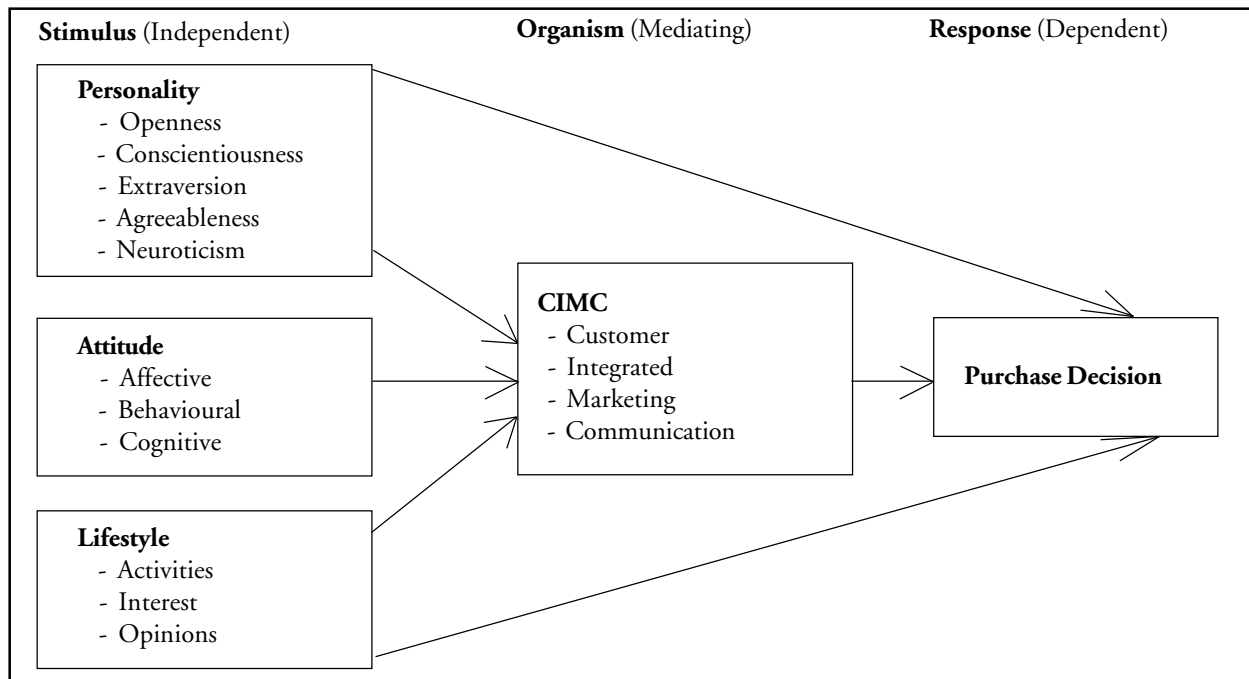 Stimulus (Independent)
Organism (Mediating)
Response (Dependent)
Personality
- Openness
- Conscientiousness
- Extraversion
- Agreeableness
- Neuroticism
Attitude
- Affective
- Behavioural
- Cognitive
Lifestyle
- Activities
- Interest
- Opinions
CIMC
- Customer
- Integrated
- Marketing
- Communication
Purchase Decision